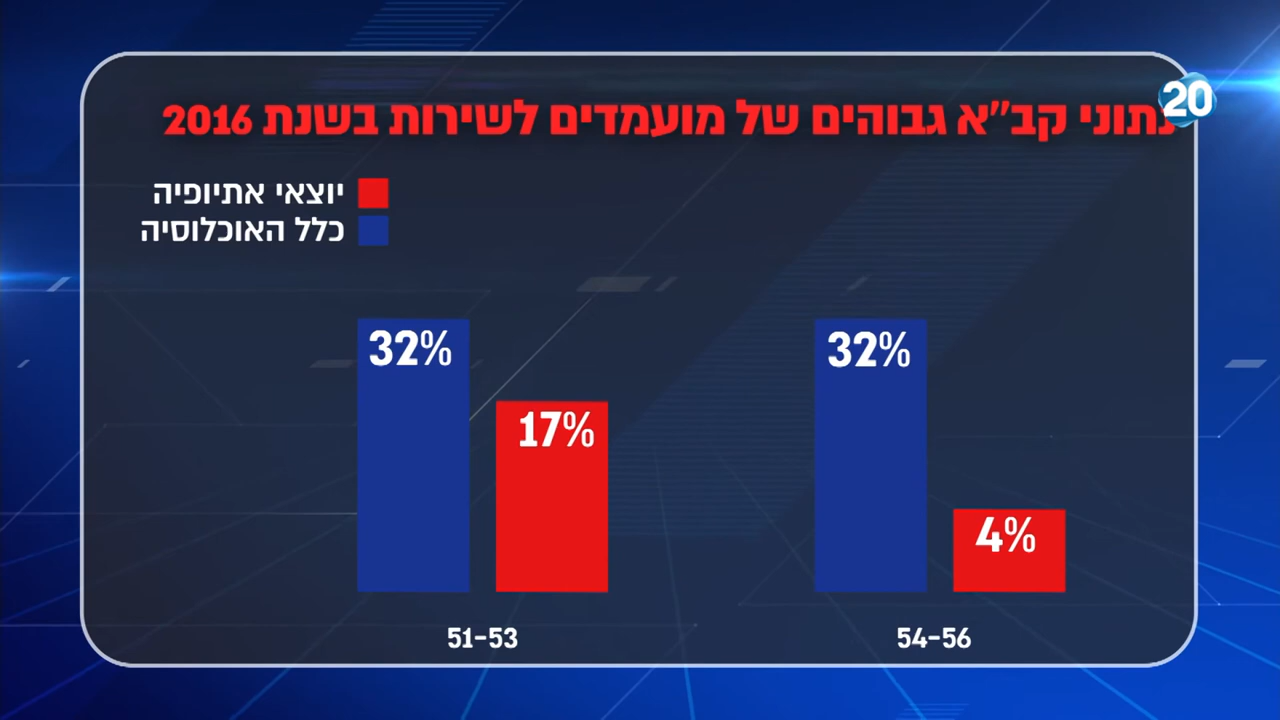 נתוני קב"א גבוהים של מועמדים לשירות בשנת 2016
20
יוצאי אתיופיה
כלל האוכלוסיה
32%
17%
32%
4%
51-53
54-56